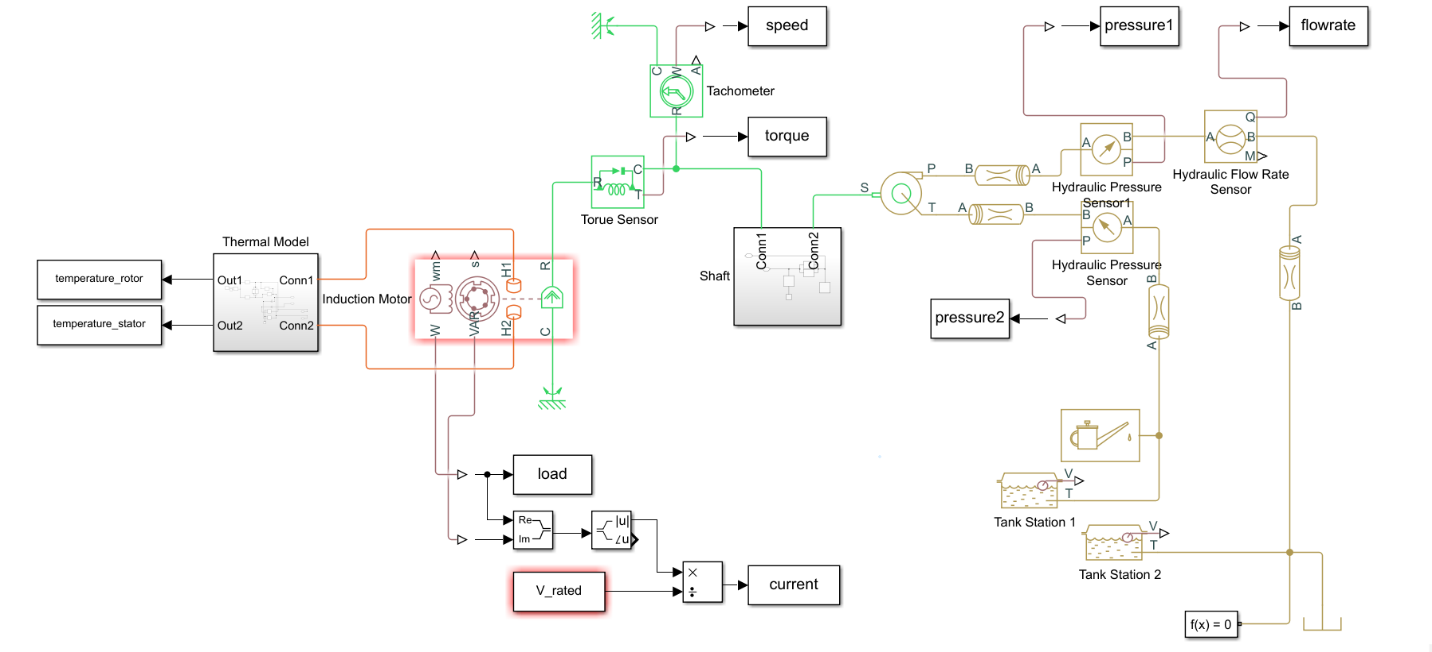 speed
pressure1
flowrate
C
W
A
Tachometer
R
torque
Q
A
B
M
Hydraulic Flow Rate
Sensor
A
B
P
Hydraulic Pressure
Sensor1
R
C
T
Torue Sensor
P
B
A
S
T
A
B
B
A
P
Hydraulic Pressure
Sensor
Thermal Model
temperature_rotor
temperature_stator
Out1
Conn1
Out2
Conn2
Induction Motor
wm
s
H1
R
W
VAR
H2
C
Shaft
Conn1
Conn2
pressure2
B
A
A
B
load
V
T
Tank Station 1
Re
Im
|u|
∠u
V
T
Tank Station 2
V_rated
×
÷
current
f(x) = 0